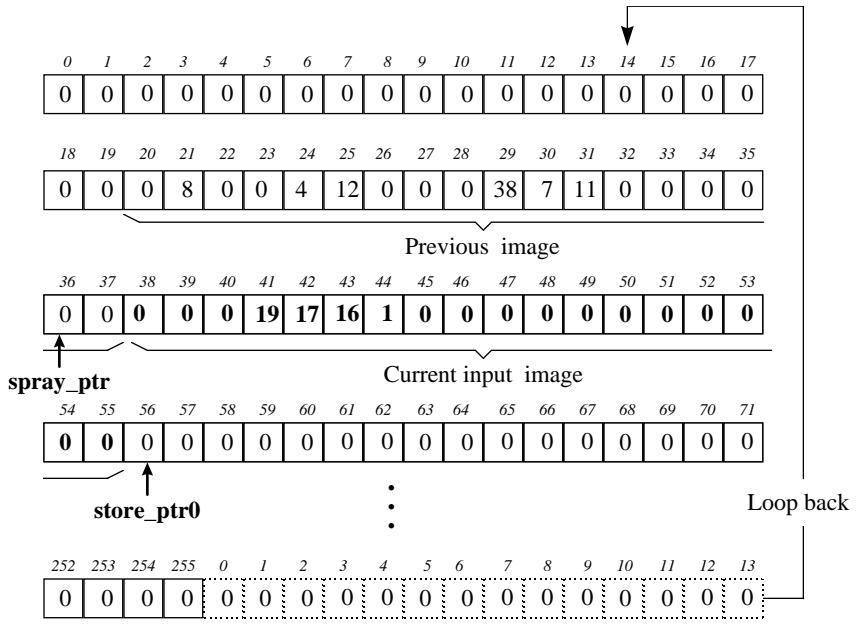 0 1 2 3 4 5 6 7 8 9 10 11 12 13 14 15 16 17
0 0 0 0 0 0 0 0 0 0 0 0 0 0 0 0 0 0
18 19 20 21 22 23 24 25 26 27 28 29 30 31 32 33 34 35
0 0 0 8 0 0 4 12 0 0 0 38 7 11 0 0 0 0
Previous image
36 37 38 39 40 41 42 43 44 45 46 47 48 49 50 51 52 53
0 0 0 0 0 19 17 16 1 0 0 0 0 0 0 0 0 0
Current input image
spray_ptr
54 55 56 57 58 59 60 61 62 63 64 65 66 67 68 69 70 71
0 0 0 0 0 0 0 0 0 0 0 0 0 0 0 0 0 0
store_ptr0
Loop back
252 253 254 255 0 1 2 3 4 5 6 7 8 9 10 11 12 13
0 0 0 0 0 0 0 0 0 0 0 0 0 0 0 0 0 0